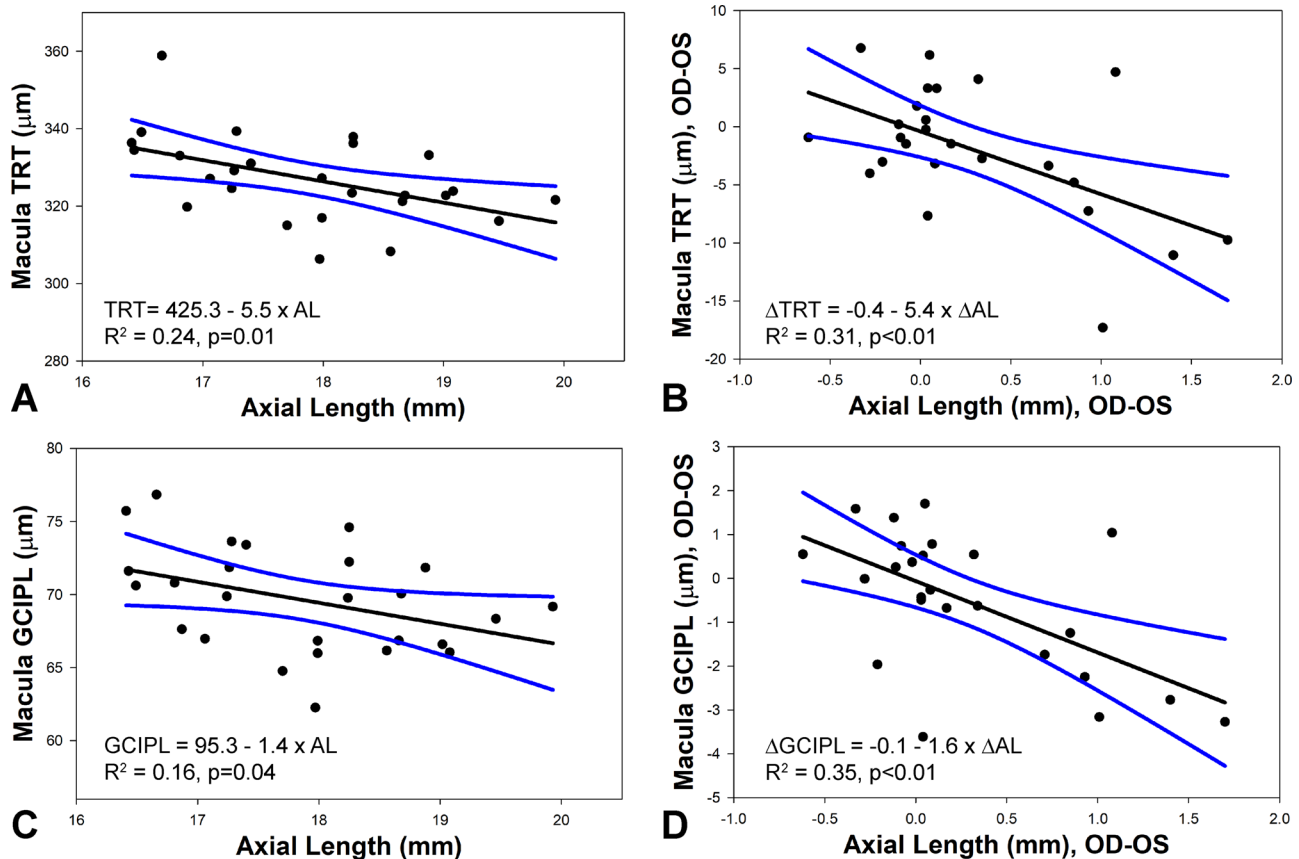 360
340
320
300
280
16
17
18
19
20
Macula TRT (μm)
TRT= 425.3 - 5.5 x AL
R² = 0.24, p=0.01
A
Axial Length (mm)
10
5
0
-5
-10
-15
-20
-1.0
-0.5
0.0
0.5
1.0
1.5
2.0
Macula TRT (μm), OD-OS
ΔTRT = -0.4 - 5.4 x ΔAL
R² = 0.31, p<0.01
B
Axial Length (mm), OD-OS
80
75
70
65
60
16
17
18
19
20
Macula GCIPL (μm)
GCIPL = 95.3 - 1.4 x AL
R² = 0.16, p=0.04
C
Axial Length (mm)
3
2
1
0
-1
-2
-3
-4
-5
-1.0
-0.5
0.0
0.5
1.0
1.5
2.0
Macula GCIPL (μm), OD-OS
ΔGCIPL = -0.1 - 1.6 x ΔAL
R² = 0.35, p<0.01
D
Axial Length (mm), OD-OS